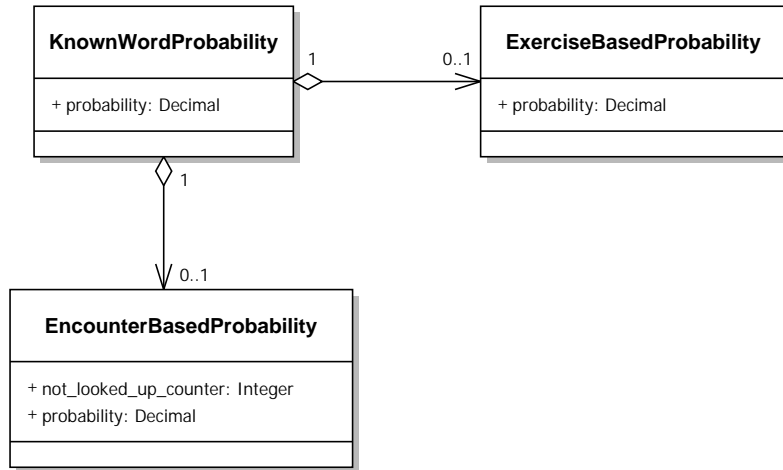 KnownWordProbability
+ probability: Decimal
1
0..1
ExerciseBasedProbability
+ probability: Decimal
1
0..1
EncounterBasedProbability
+ not_looked_up_counter: Integer
+ probability: Decimal